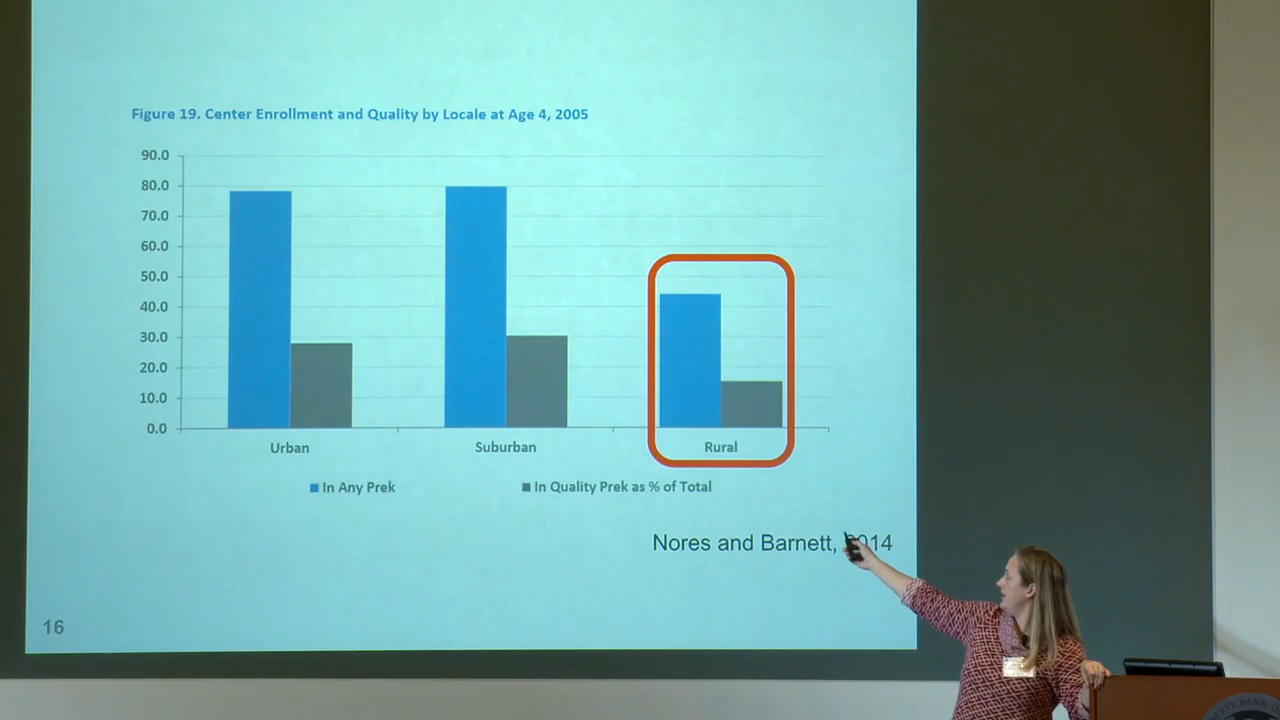 Figure 19. Center Enrollment and Quality by Locale at Age 4, 2005
90.0
80.0
70.0
60.0
50.0
40.0
30.0
20.0
10.0
0.0
Urban Suburban Rural
In Any Prek In Quality Prek as % of Total
Nores and Barnett, 2014
16
BANK